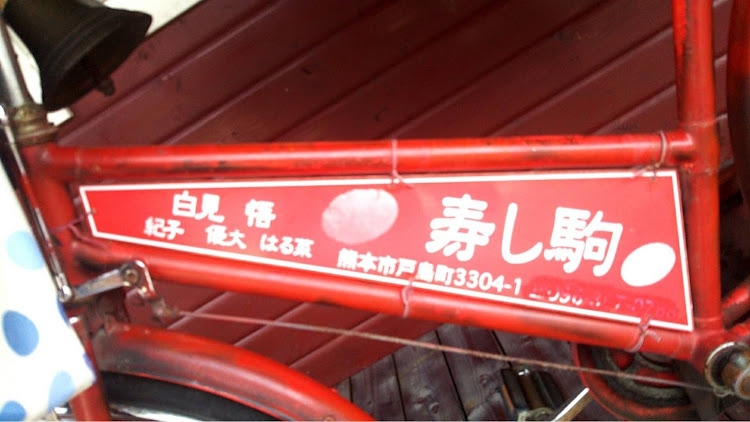 白見 悟
紀子 優大 はる菜
寿し駒
熊本市戸島町3304-1